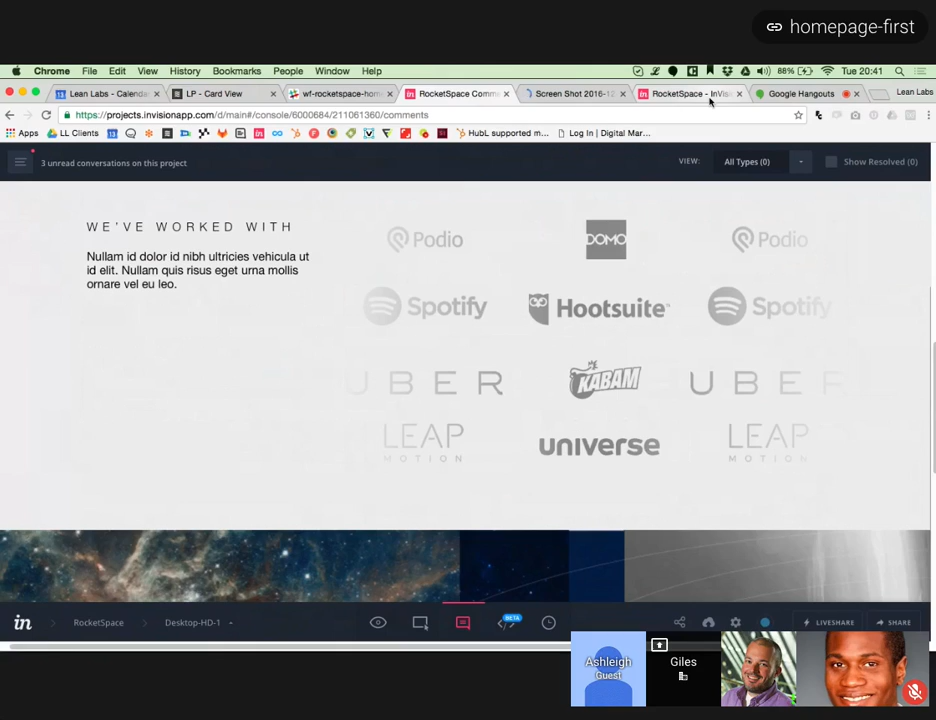 homepage-first
Chrome File Edit View History Bookmarks People Window Help 88% Tue 20:41
Lean Labs - Calenda
LP - Card View
wf-rocketspace-hom
RocketSpace Comme
Screen Shot 2016-12
RocketSpace - InVis
Google Hangouts
Lean Labs
https://projects.invisionapp.com/d/main#/console/6000684/211061360/comments
Apps LL Clients HubL supported m... Log In | Digital Mar...
3 unread conversations on this project
VIEW: All Types (0) Show Resolved (0)
WE'VE WORKED WITH
Nullam id dolor id nibh ultricies vehicula ut
id elit. Nullam quis risus eget urna mollis
ornare vel eu leo.
Podio DOMO Podio
Spotify Hootsuite Spotify
UBER KABAM UBER
LEAP MOTION universe LEAP MOTION
in RocketSpace Desktop-HD-1 BETA LIVESHARE SHARE
Ashleigh
Guest
Giles